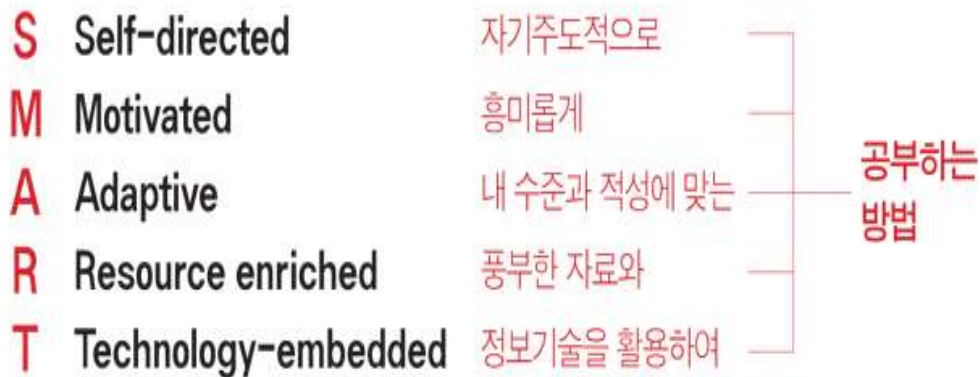 S Self-directed 자기주도적으로
M Motivated 흥미롭게
A Adaptive 내 수준과 적성에 맞는
R Resource enriched 풍부한 자료와
T Technology-embedded 정보기술을 활용하여
공부하는
방법